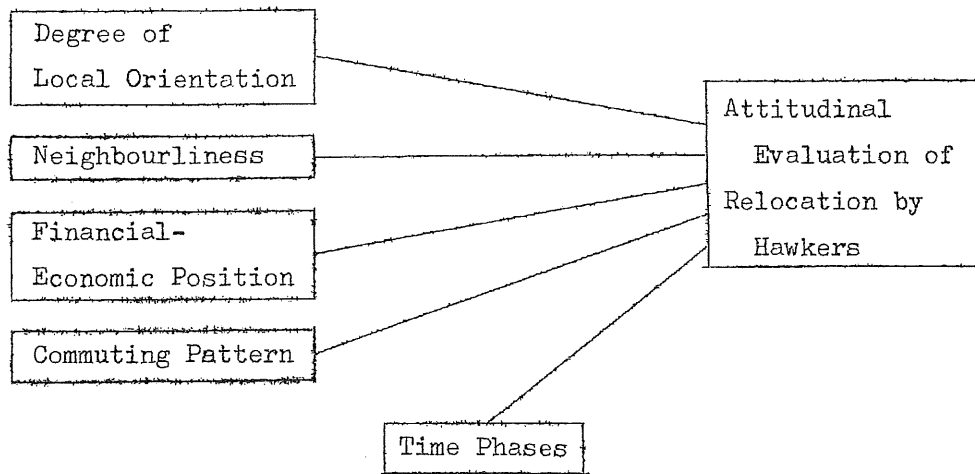 Degree of
Local Orientation
Neighbourliness
Financial-
Economic Position
Commuting Pattern
Time Phases
Attitudinal
Evaluation of
Relocation by
Hawkers